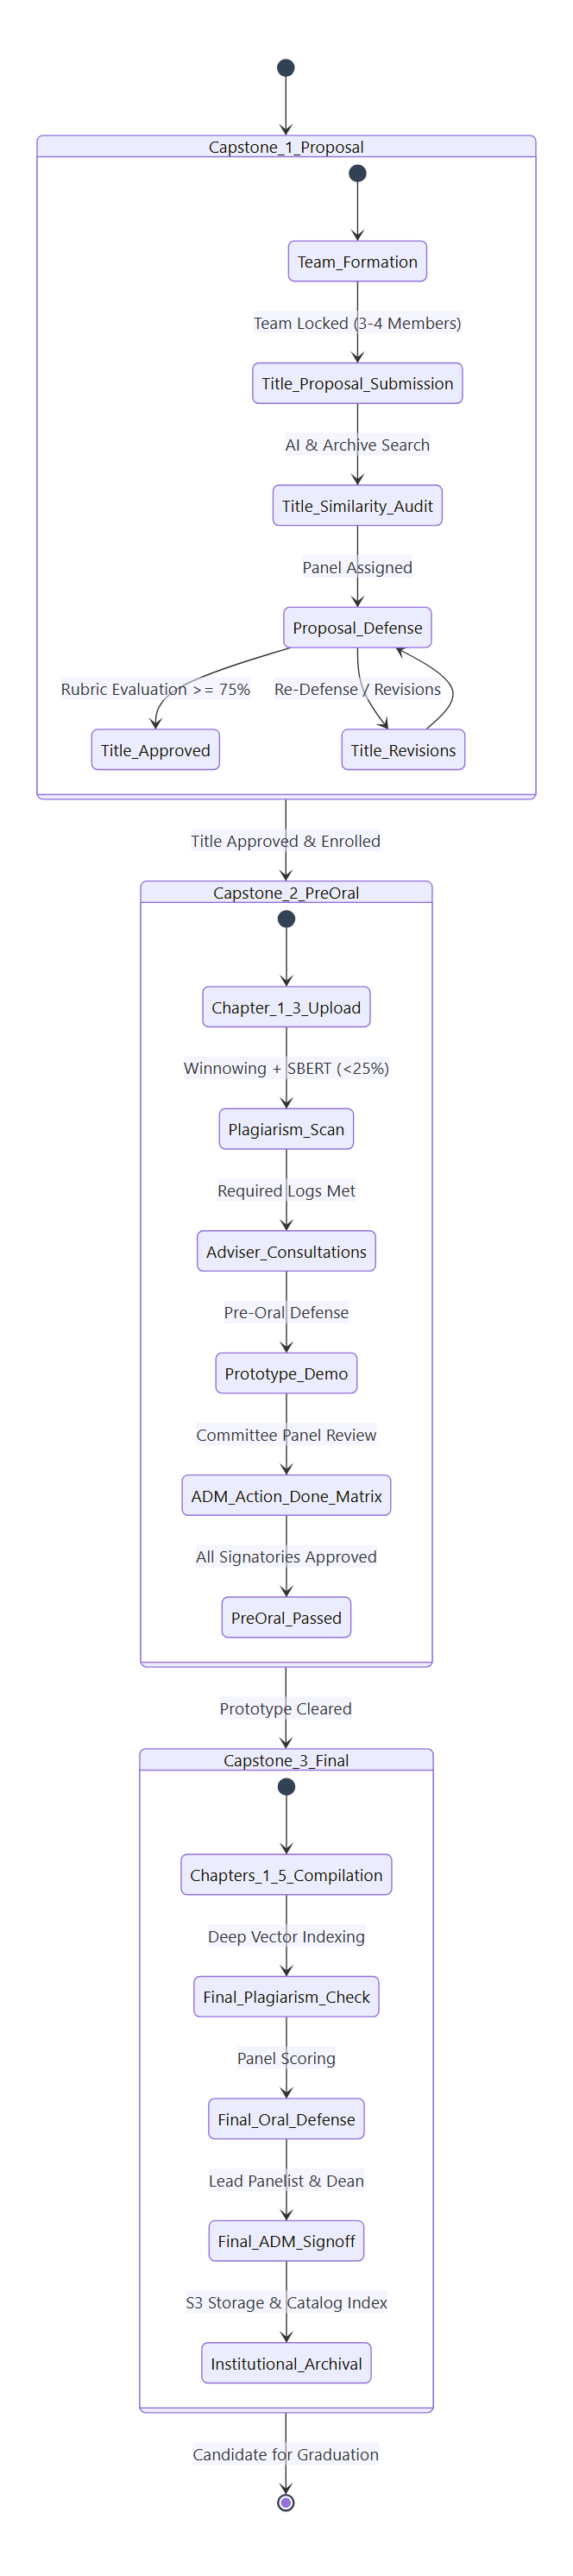 Capstone_1_Proposal
Team_Formation
Team Locked (3-4 Members)
Title_Proposal_Submission
AI & Archive Search
Title_Similarity_Audit
Panel Assigned
Proposal_Defense
Rubric Evaluation >= 75%
Re-Defense / Revisions
Title_Approved
Title_Revisions
Title Approved & Enrolled
Capstone_2_PreOral
Chapter_1_3_Upload
Winnowing + SBERT (<25%)
Plagiarism_Scan
Required Logs Met
Adviser_Consultations
Pre-Oral Defense
Prototype_Demo
Committee Panel Review
ADM_Action_Done_Matrix
All Signatories Approved
PreOral_Passed
Prototype Cleared
Capstone_3_Final
Chapters_1_5_Compilation
Deep Vector Indexing
Final_Plagiarism_Check
Panel Scoring
Final_Oral_Defense
Lead Panelist & Dean
Final_ADM_Signoff
S3 Storage & Catalog Index
Institutional_Archival
Candidate for Graduation